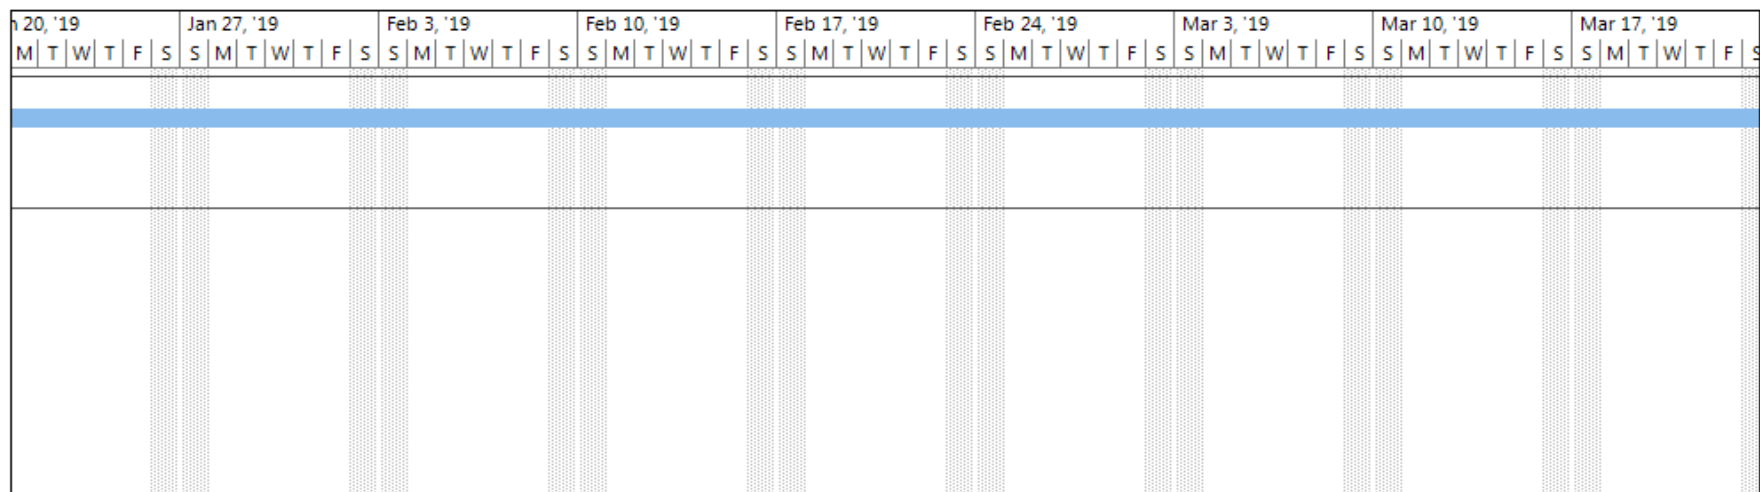 20, '19 Jan 27, '19 Feb 3, '19 Feb 10, '19 Feb 17, '19 Feb 24, '19 Mar 3, '19 Mar 10, '19 Mar 17, '19
M T W T F S S M T W T F S S M T W T F S S M T W T F S S M T W T F S S M T W T F S S M T W T F S S M T W T F S S M T W T F S